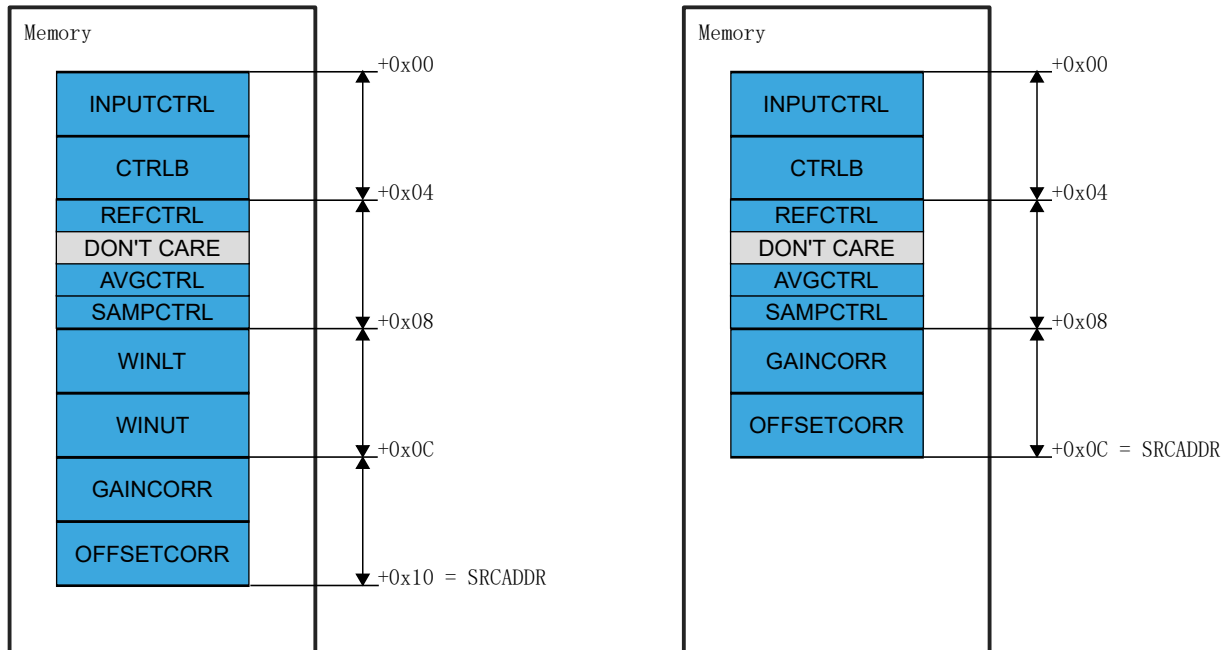 Memory
+0x00
INPUTCTRL
CTRLB
+0x04
REFCTRL
DON'T CARE
AVGCTRL
SAMPCTRL
+0x08
WINLT
WINUT
+0x0C
GAINCORR
OFFSETCORR
+0x10 = SRCADDR
Memory
+0x00
INPUTCTRL
CTRLB
+0x04
REFCTRL
DON'T CARE
AVGCTRL
SAMPCTRL
+0x08
GAINCORR
OFFSETCORR
+0x0C = SRCADDR